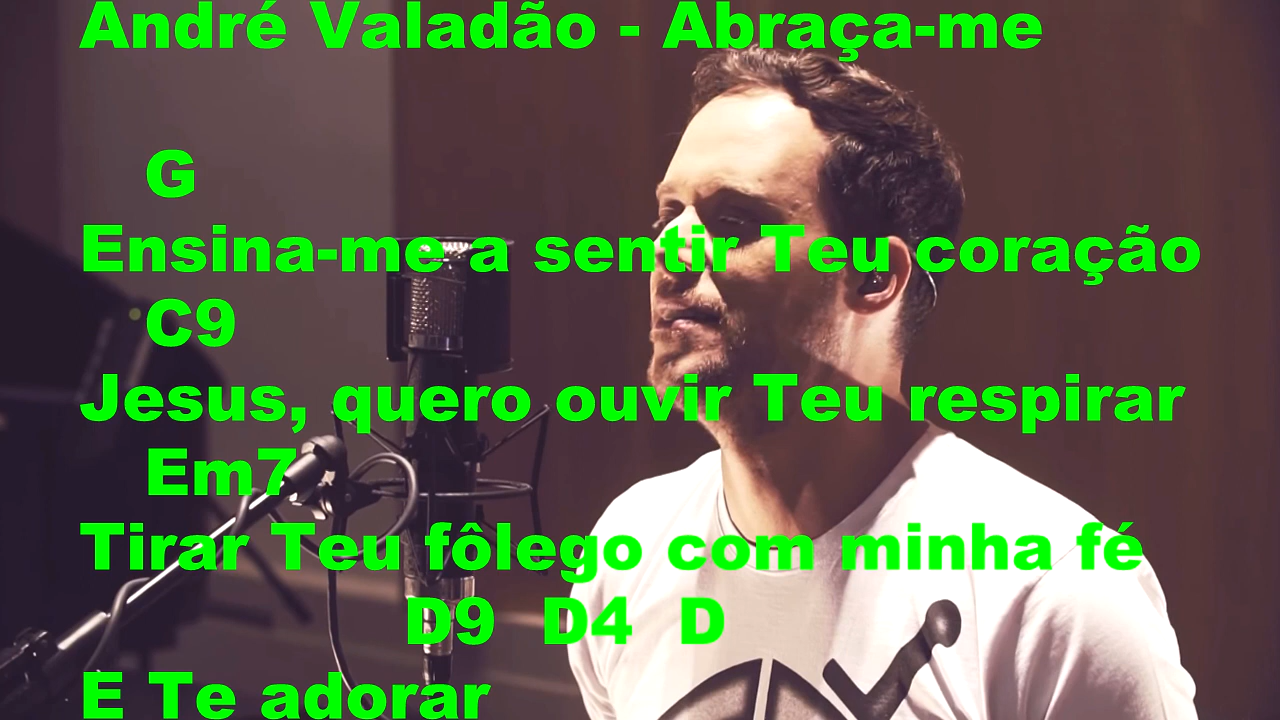 André Valadão - Abraça-me
G
Ensina-me a sentir Teu coração
C9
Jesus, quero ouvir Teu respirar
Em7
Tirar Teu fôlego com minha fé
D9 D4 D
E Te adorar